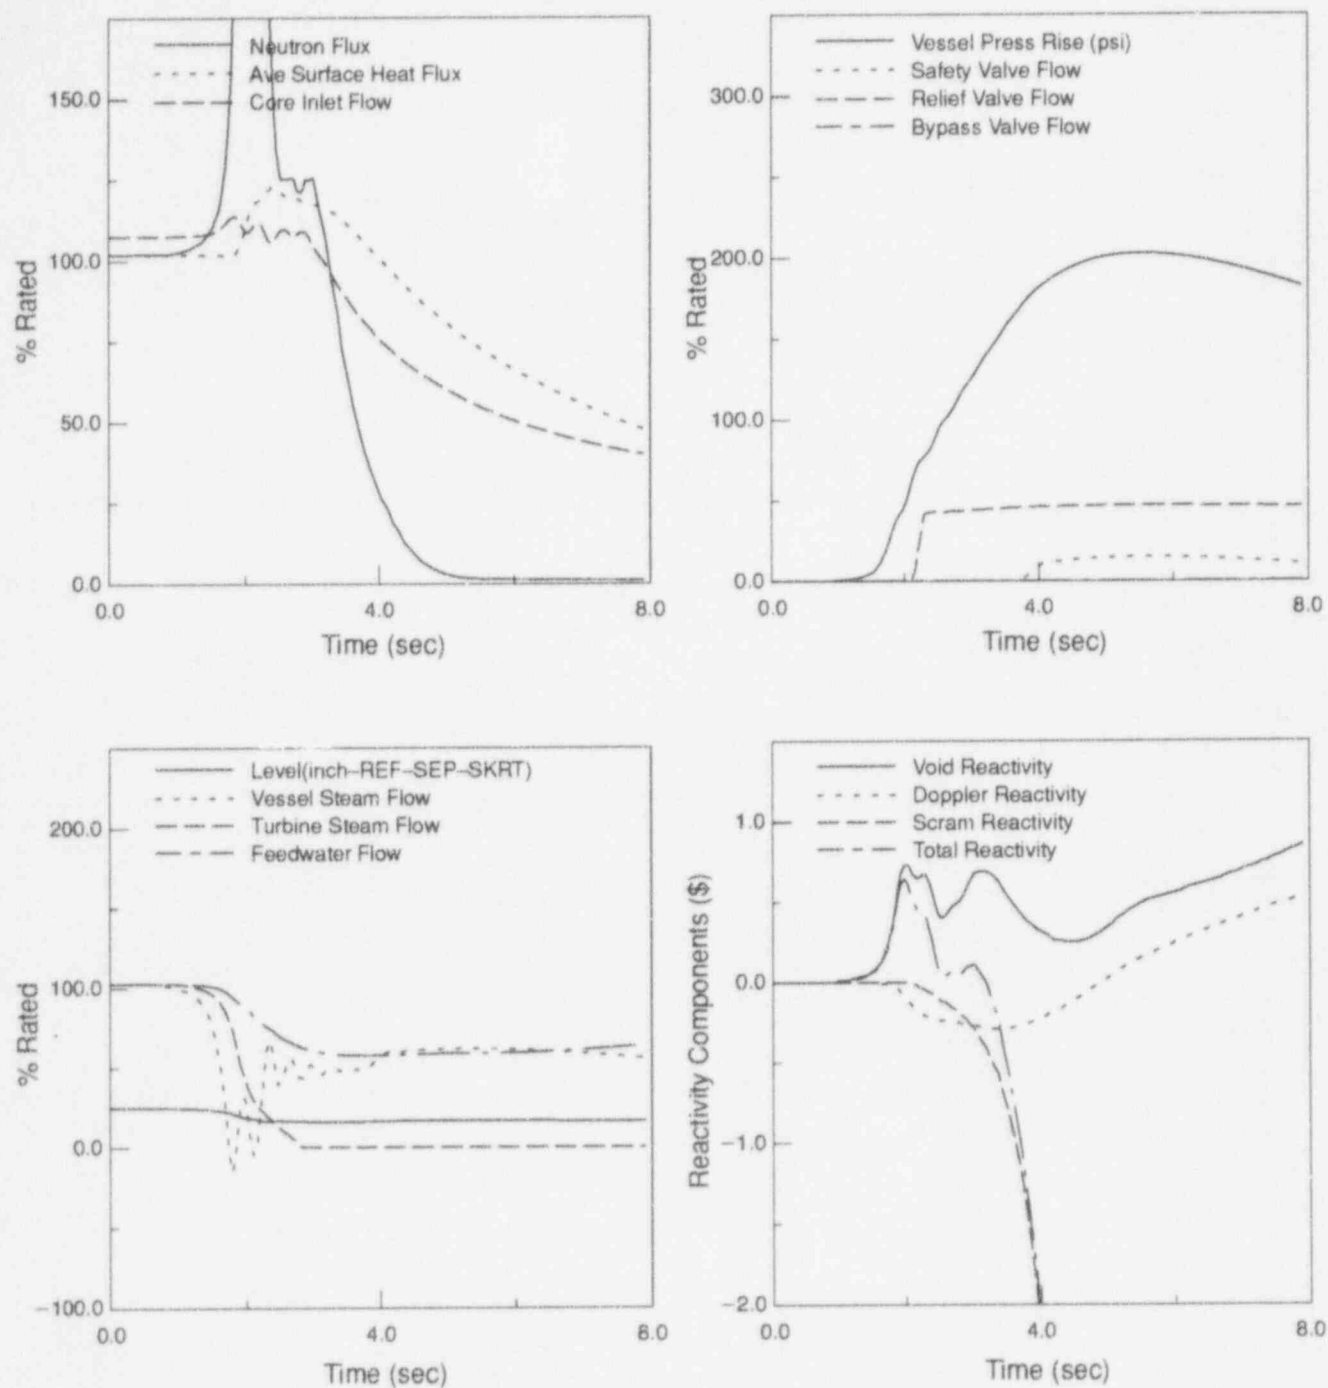 Neutron Flux
Ave Surface Heat Flux
Core Inlet Flow
150.0
100.0
50.0
0.0
% Rated
0.0 4.0 8.0
Time (sec)
Vessel Press Rise (psi)
Safety Valve Flow
Relief Valve Flow
Bypass Valve Flow
300.0
200.0
100.0
0.0
% Rated
0.0 4.0 8.0
Time (sec)
Level(inch-REF-SEP-SKRT)
Vessel Steam Flow
Turbine Steam Flow
Feedwater Flow
200.0
100.0
0.0
-100.0
% Rated
0.0 4.0 8.0
Time (sec)
Void Reactivity
Doppler Reactivity
Scram Reactivity
Total Reactivity
1.0
0.0
-1.0
-2.0
Reactivity Components ($)
0.0 4.0 8.0
Time (sec)